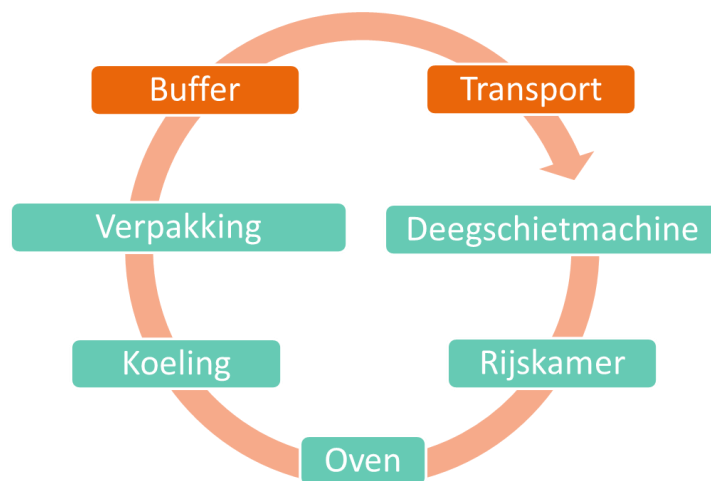 Buffer
Transport
Verpakking
Deegschietmachine
Koeling
Rijskamer
Oven